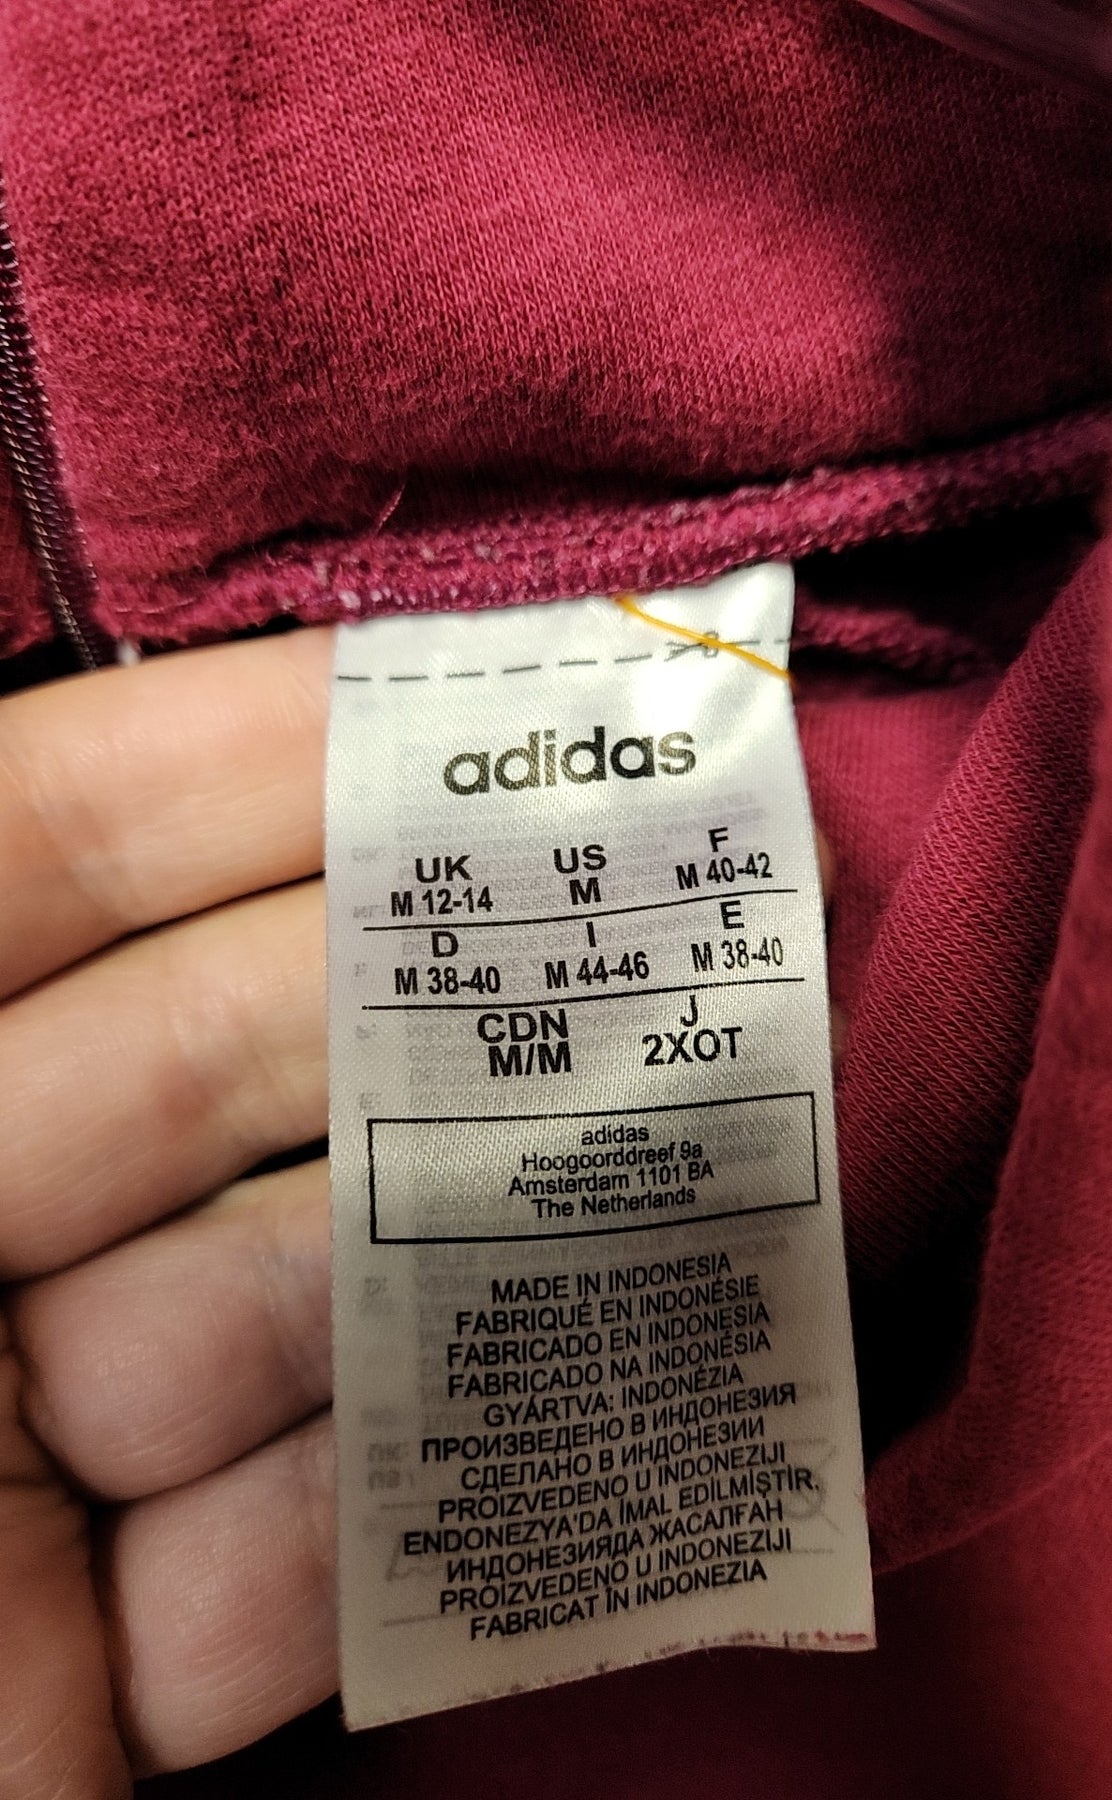 adidas
UK US F
M 12-14 M M 40-42
D I E
M 38-40 M 44-46 M 38-40
CDN J
M/M 2XOT
adidas
Hoogoorddreef 9a
Amsterdam 1101 BA
The Netherlands
MADE IN INDONESIA
FABRIQUÉ EN INDONÉSIE
FABRICADO EN INDONESIA
FABRICADO NA INDONÉSIA
GYÁRTVA: INDONÉZIA
ПРОИЗВЕДЕНО В ИНДОНЕЗИЯ
СДЕЛАНО В ИНДОНЕЗИИ
PROIZVEDENO U INDONEZIJI
ENDONEZYA'DA İMAL EDİLMİŞTİR.
ИНДОНЕЗИЯДА ЖАСАЛҒАН
PROIZVEDENO U INDONEZIJI
FABRICAT ÎN INDONEZIA